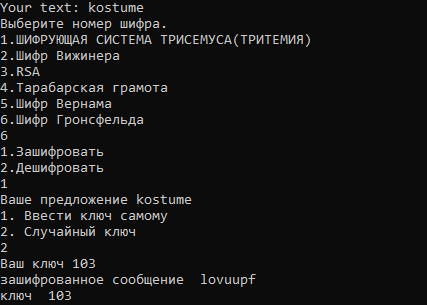 Your text: kostume
Выберите номер шифра.
1.ШИФРУЮЩАЯ СИСТЕМА ТРИСЕМУСА(ТРИТЕМИЯ)
2.Шифр Вижинера
3.RSA
4.Тарабарская грамота
5.Шифр Вернама
6.Шифр Гронсфельда
6
1.Зашифровать
2.Дешифровать
1
Ваше предложение kostume
1. Ввести ключ самому
2. Случайный ключ
2
Ваш ключ 103
зашифрованное сообщение  lovuupf
ключ  103